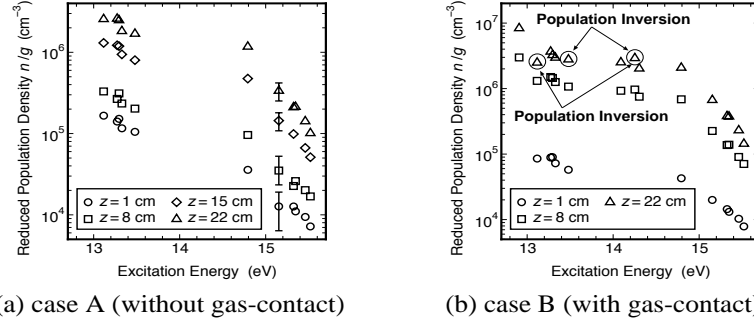 10⁶
10⁵
10⁴
Reduced Population Density n/g (cm⁻³)
z = 1 cm z = 15 cm
z = 8 cm z = 22 cm
13 14 15
Excitation Energy (eV)
(a) case A (without gas-contact)
10⁷
10⁶
10⁵
10⁴
Reduced Population Density n/g (cm⁻³)
Population Inversion
Population Inversion
z = 1 cm z = 22 cm
z = 8 cm
13 14 15
Excitation Energy (eV)
(b) case B (with gas-contact)